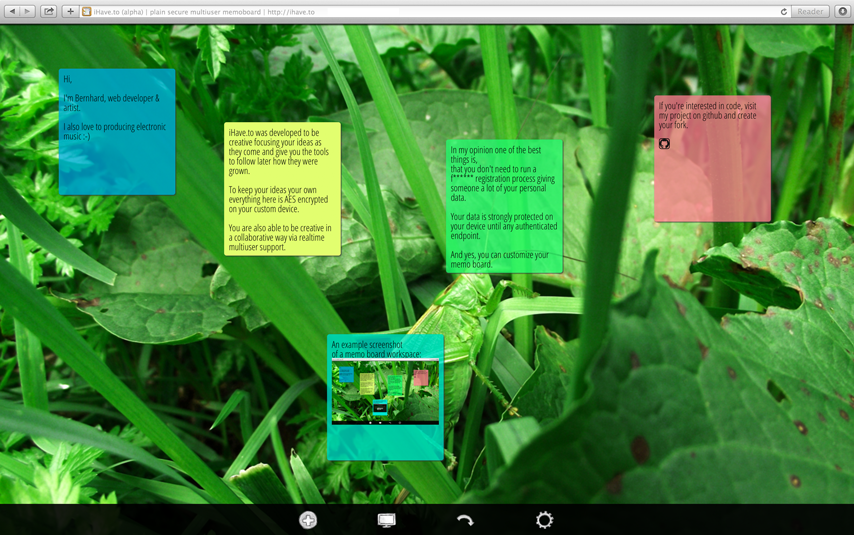 iHave.to (alpha) | plain secure multiuser memoboard | http://ihave.to
Reader
Hi,
I'm Bernhard, web developer &
artist.
I also love to producing electronic
music :-)
iHave.to was developed to be
creative focusing your ideas as
they come and give you the tools
to follow later how they were
grown.
To keep your ideas your own
everything here is AES encrypted
on your custom device.
You are also able to be creative in
a collaborative way via realtime
multiuser support.
In my opinion one of the best
things is,
that you don't need to run a
f****** registration process giving
someone a lot of your personal
data.
Your data is strongly protected on
your device until any authenticated
endpoint.
And yes, you can customize your
memo board.
If you're interested in code, visit
my project on github and create
your fork.
An example screenshot
of a memo board workspace: